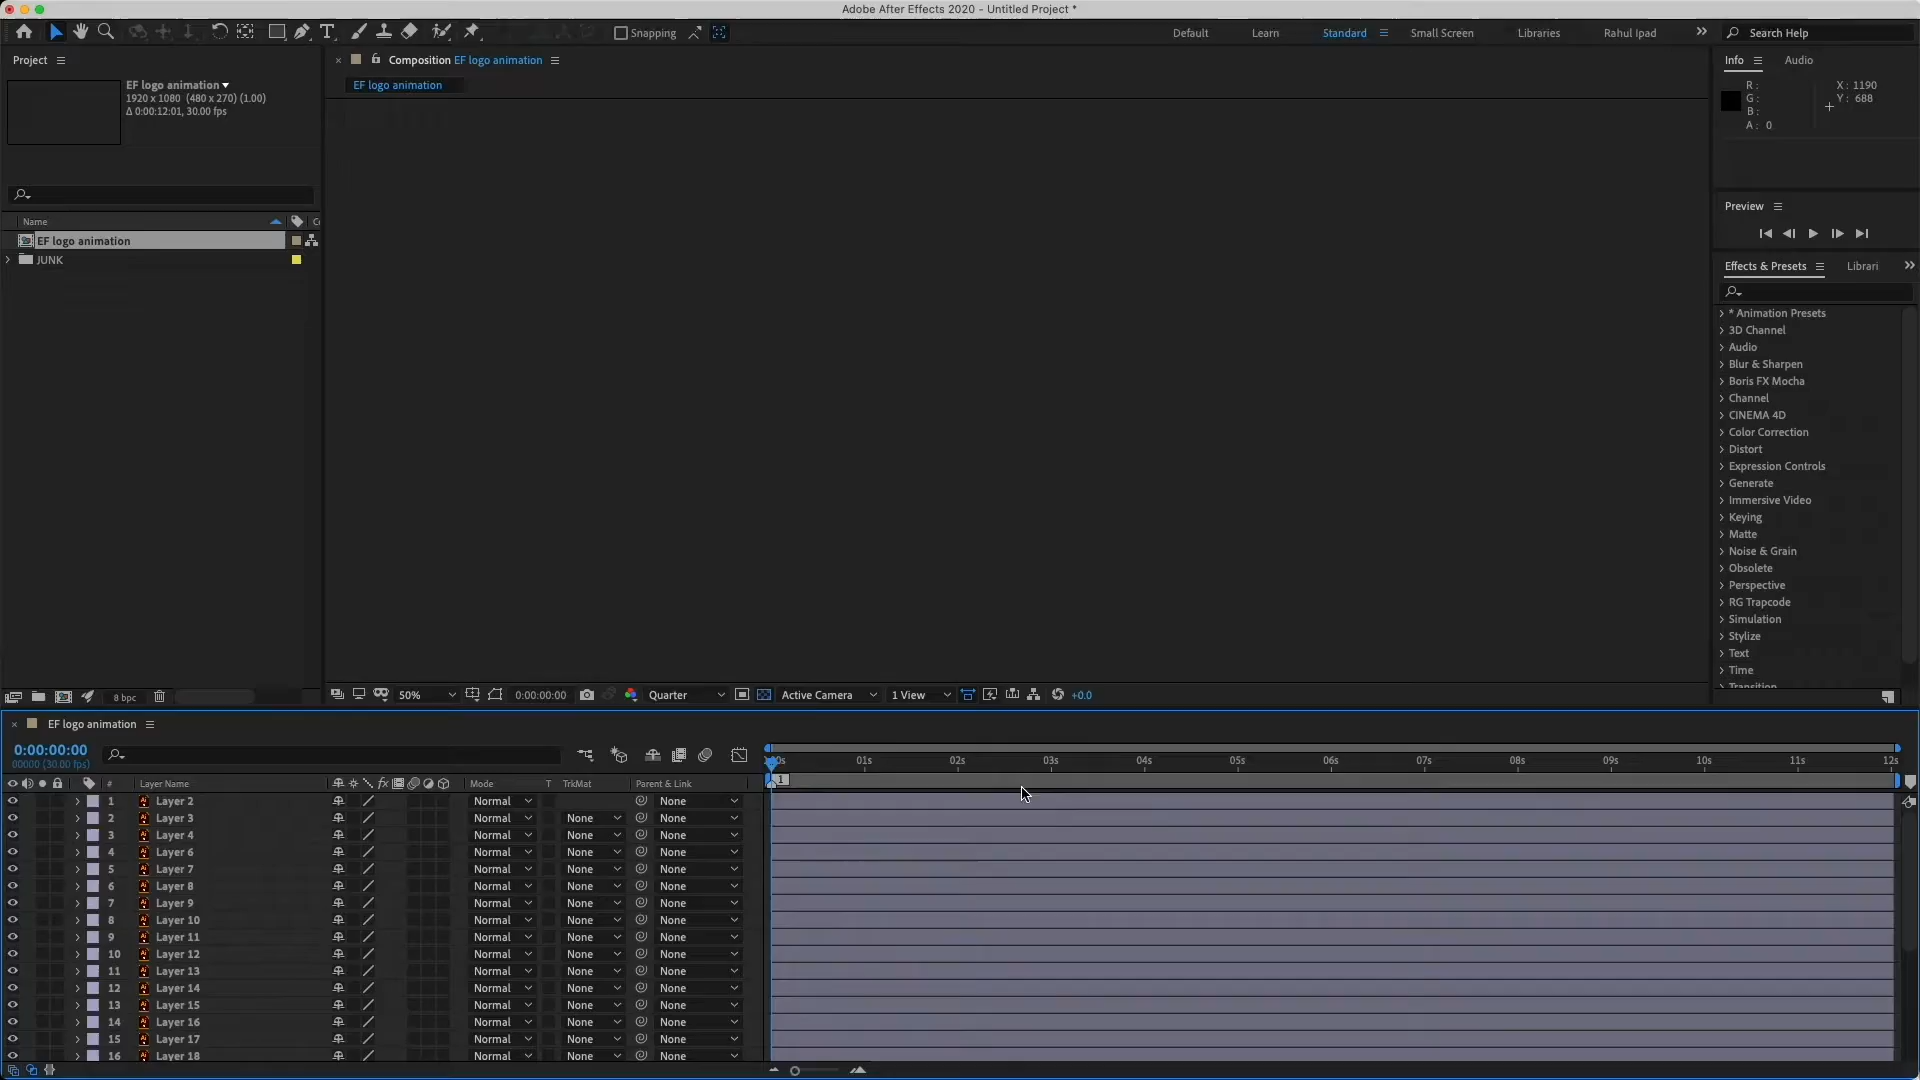 Adobe After Effects 2020 - Untitled Project *
Snapping
Default
Learn
Standard
Small Screen
Libraries
Rahul Ipad
Search Help
Project
EF logo animation
1920 x 1080 (480 x 270) (1.00)
Δ 0:00:12:01, 30.00 fps
Name
EF logo animation
JUNK
8 bpc
Composition EF logo animation
EF logo animation
50%
0:00:00:00
Quarter
Active Camera
1 View
+0.0
Info
Audio
R :
G :
B :
A : 0
X : 1190
Y : 688
Preview
Effects & Presets
Librari
* Animation Presets
3D Channel
Audio
Blur & Sharpen
Boris FX Mocha
Channel
CINEMA 4D
Color Correction
Distort
Expression Controls
Generate
Immersive Video
Keying
Matte
Noise & Grain
Obsolete
Perspective
RG Trapcode
Simulation
Stylize
Text
Time
Transition
EF logo animation
0:00:00:00
00000 (30.00 fps)
01s 02s 03s 04s 05s 06s 07s 08s 09s 10s 11s 12s
# Layer Name Mode T TrkMat Parent & Link 1
1 Layer 2 Normal None
2 Layer 3 Normal None None
3 Layer 4 Normal None None
4 Layer 6 Normal None None
5 Layer 7 Normal None None
6 Layer 8 Normal None None
7 Layer 9 Normal None None
8 Layer 10 Normal None None
9 Layer 11 Normal None None
10 Layer 12 Normal None None
11 Layer 13 Normal None None
12 Layer 14 Normal None None
13 Layer 15 Normal None None
14 Layer 16 Normal None None
15 Layer 17 Normal None None
16 Layer 18 Normal None None